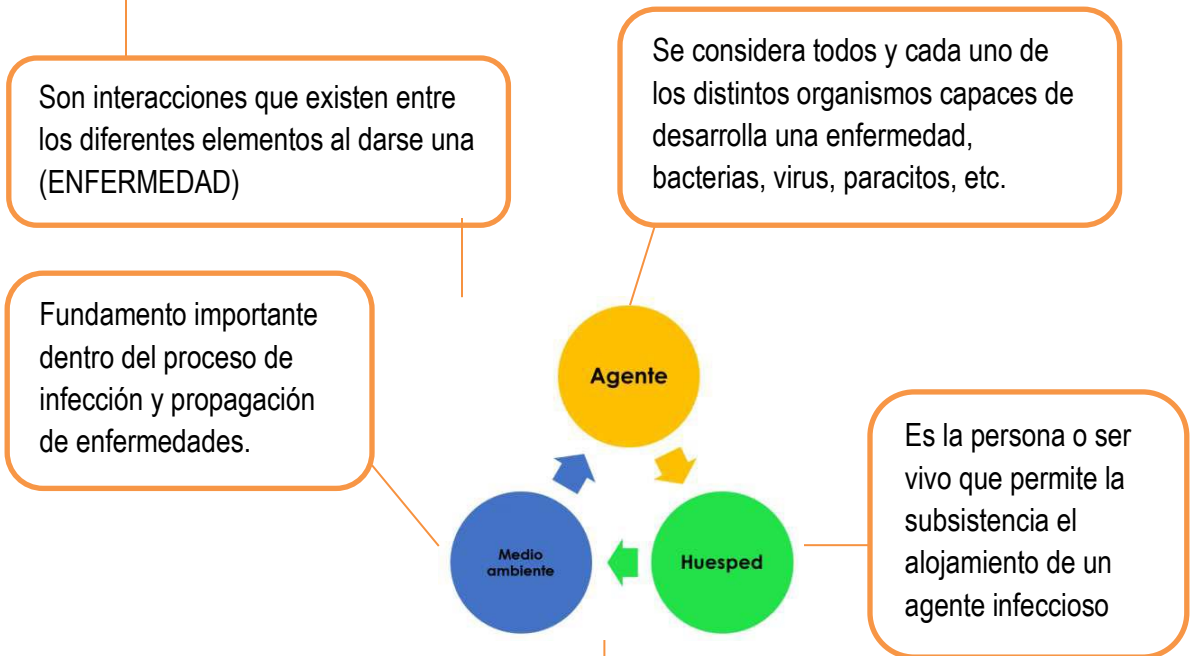 Son interacciones que existen entre
los diferentes elementos al darse una
(ENFERMEDAD)
Se considera todos y cada uno de
los distintos organismos capaces de
desarrolla una enfermedad,
bacterias, virus, paracitos, etc.
Fundamento importante
dentro del proceso de
infección y propagación
de enfermedades.
Agente
Es la persona o ser
vivo que permite la
subsistencia el
alojamiento de un
agente infeccioso
Medio
ambiente
Huesped